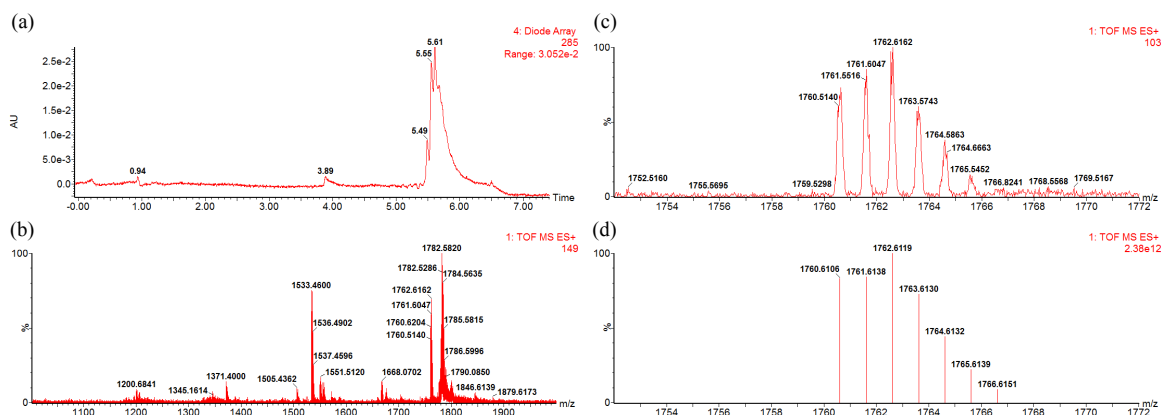 (a)
4: Diode Array
285
Range: 3.052e-2
5.61
5.55
5.49
0.94
3.89
2.5e-2
2.0e-2
1.5e-2
1.0e-2
5.0e-3
0.0
AU
-0.00 1.00 2.00 3.00 4.00 5.00 6.00 7.00
Time
(b)
1: TOF MS ES+
149
1782.5820
1782.5286
1784.5635
1762.6162
1761.6047
1760.6204
1760.5140
1785.5815
1786.5996
1790.0850
1846.6139
1879.6173
1533.4600
1536.4902
1537.4596
1551.5120
1505.4362
1668.0702
1371.4000
1345.1614
1200.6841
100
%
0
1100 1200 1300 1400 1500 1600 1700 1800 1900
m/z
(c)
1: TOF MS ES+
103
1762.6162
1761.6047
1761.5516
1760.5140
1763.5743
1764.5863
1764.6663
1765.5452
1752.5160
1755.5695
1759.5298
1766.8241
1768.5568
1769.5167
100
%
0
1754 1756 1758 1760 1762 1764 1766 1768 1770 1772
m/z
(d)
1: TOF MS ES+
2.38e12
1762.6119
1760.6106
1761.6138
1763.6130
1764.6132
1765.6139
1766.6151
100
%
0
1754 1756 1758 1760 1762 1764 1766 1768 1770 1772
m/z